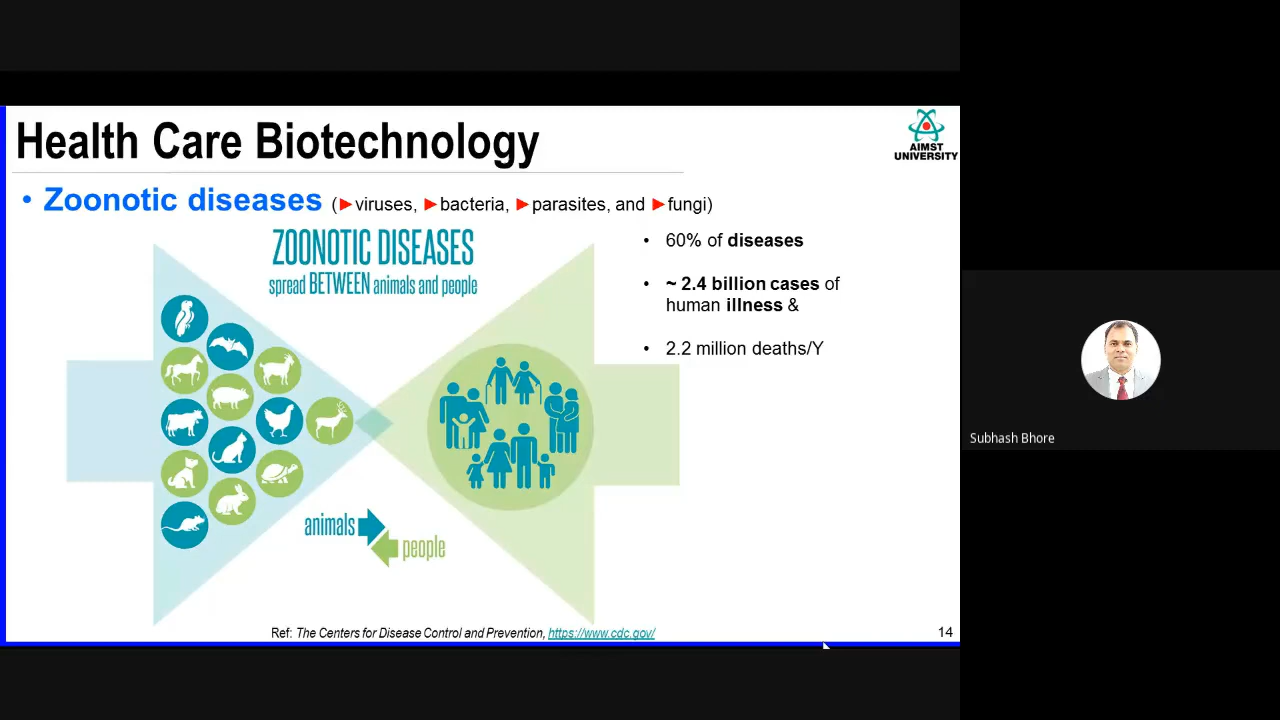 Health Care Biotechnology
AIMST
UNIVERSITY
• Zoonotic diseases (►viruses, ►bacteria, ►parasites, and ►fungi)
ZOONOTIC DISEASES
spread BETWEEN animals and people
• 60% of diseases
• ~ 2.4 billion cases of
human illness &
• 2.2 million deaths/Y
animals
people
Ref: The Centers for Disease Control and Prevention, https://www.cdc.gov/
14
Subhash Bhore